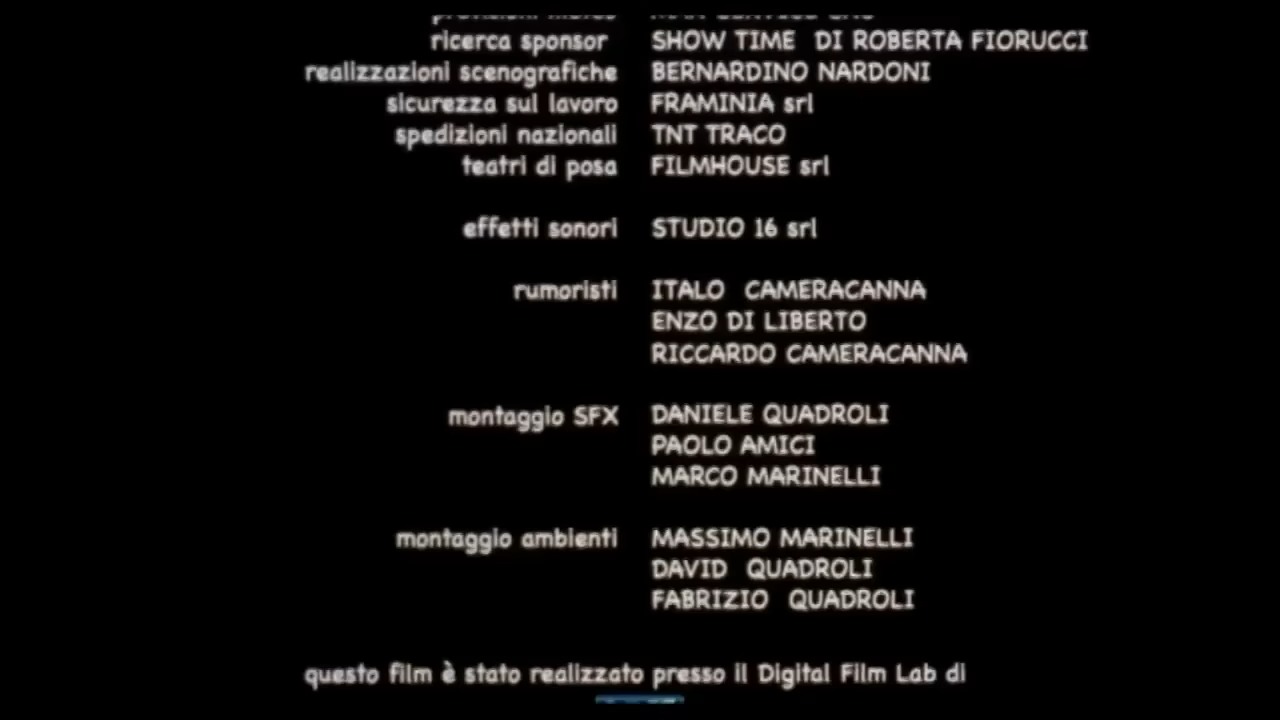 ricerca sponsor SHOW TIME DI ROBERTA FIORUCCI
realizzazioni scenografiche BERNARDINO NARDONI
sicurezza sul lavoro FRAMINIA srl
spedizioni nazionali TNT TRACO
teatri di posa FILMHOUSE srl
effetti sonori STUDIO 16 srl
rumoristi ITALO CAMERACANNA
ENZO DI LIBERTO
RICCARDO CAMERACANNA
montaggio SFX DANIELE QUADROLI
PAOLO AMICI
MARCO MARINELLI
montaggio ambienti MASSIMO MARINELLI
DAVID QUADROLI
FABRIZIO QUADROLI
questo film è stato realizzato presso il Digital Film Lab di